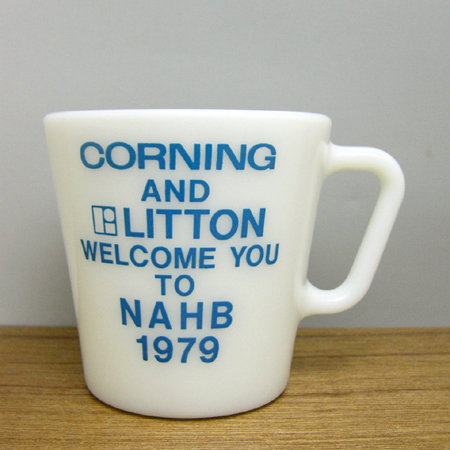 CORNING
AND
LITTON
WELCOME YOU
TO
NAHB
1979